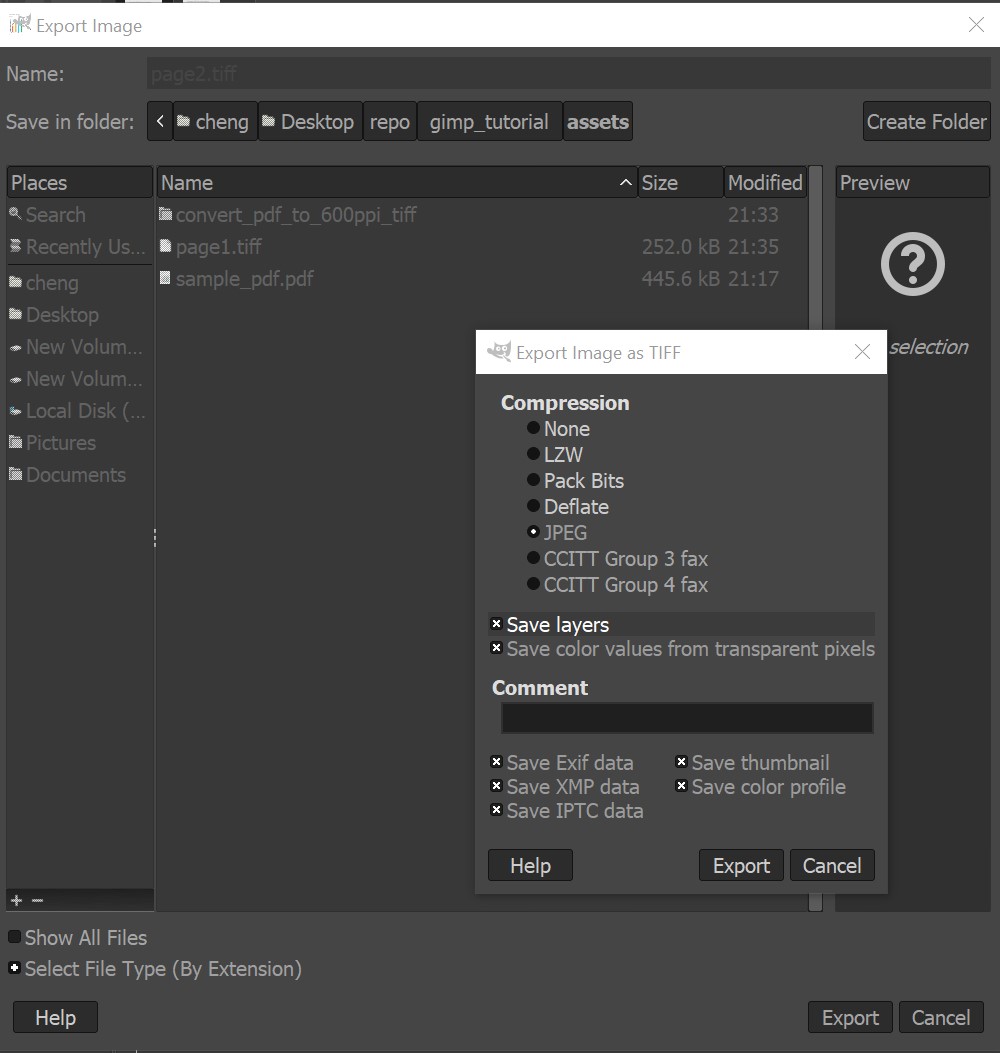 Export Image
Name: page2.tiff
Save in folder: cheng Desktop repo gimp_tutorial assets Create Folder
Places
Search
Recently Us...
cheng
Desktop
New Volum...
New Volum...
Local Disk (...
Pictures
Documents
Name Size Modified
convert_pdf_to_600ppi_tiff 21:33
page1.tiff 252.0 kB 21:35
sample_pdf.pdf 445.6 kB 21:17
Preview
selection
Export Image as TIFF
Compression
None
LZW
Pack Bits
Deflate
JPEG
CCITT Group 3 fax
CCITT Group 4 fax
Save layers
Save color values from transparent pixels
Comment
Save Exif data Save thumbnail
Save XMP data Save color profile
Save IPTC data
Help Export Cancel
Show All Files
Select File Type (By Extension)
Help Export Cancel